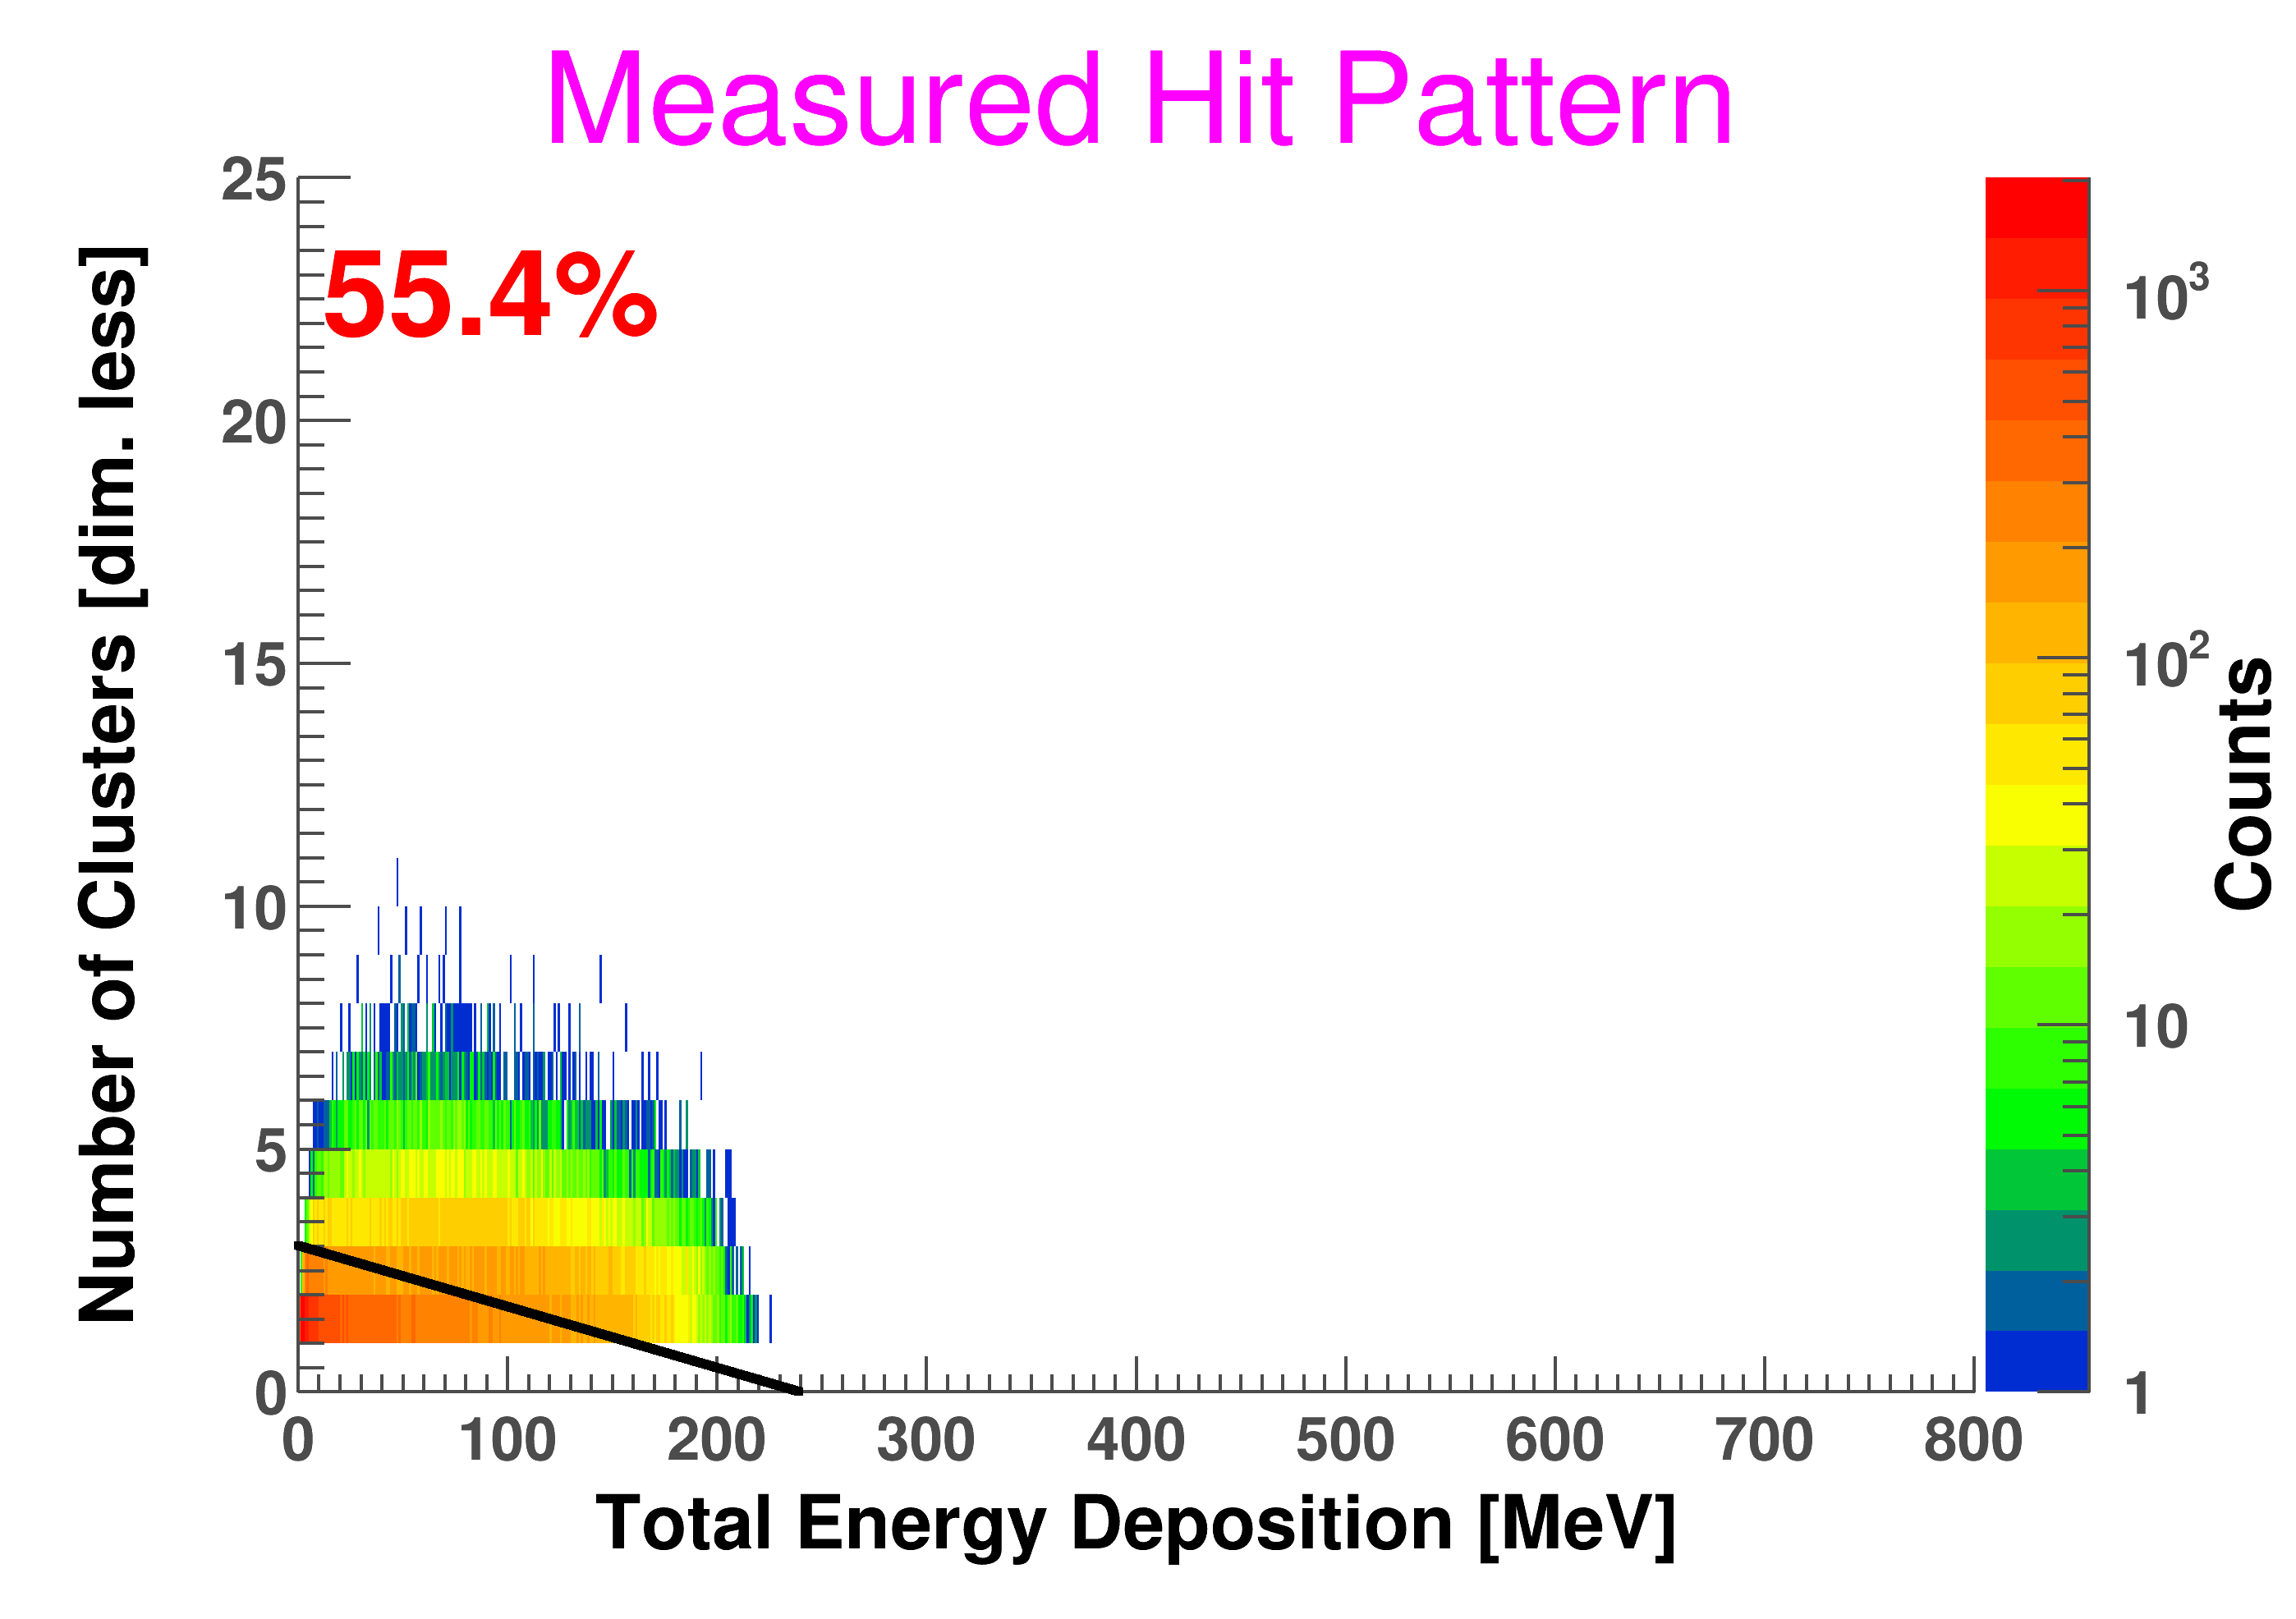 Measured Hit Pattern
55.4%
Number of Clusters [dim. less]
25
20
15
10
5
0
0 100 200 300 400 500 600 700 800
Total Energy Deposition [MeV]
10³
10²
10
1
Counts